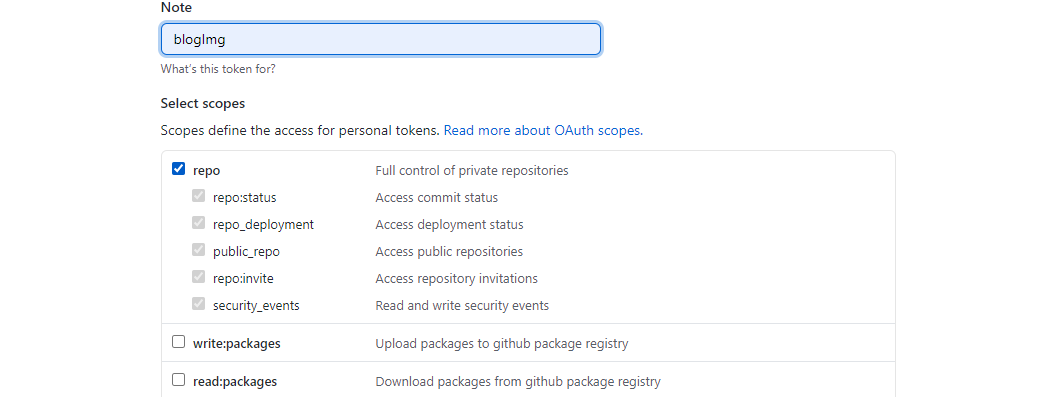 Note
blogImg
What's this token for?
Select scopes
Scopes define the access for personal tokens. Read more about OAuth scopes.
repo Full control of private repositories
repo:status Access commit status
repo_deployment Access deployment status
public_repo Access public repositories
repo:invite Access repository invitations
security_events Read and write security events
write:packages Upload packages to github package registry
read:packages Download packages from github package registry